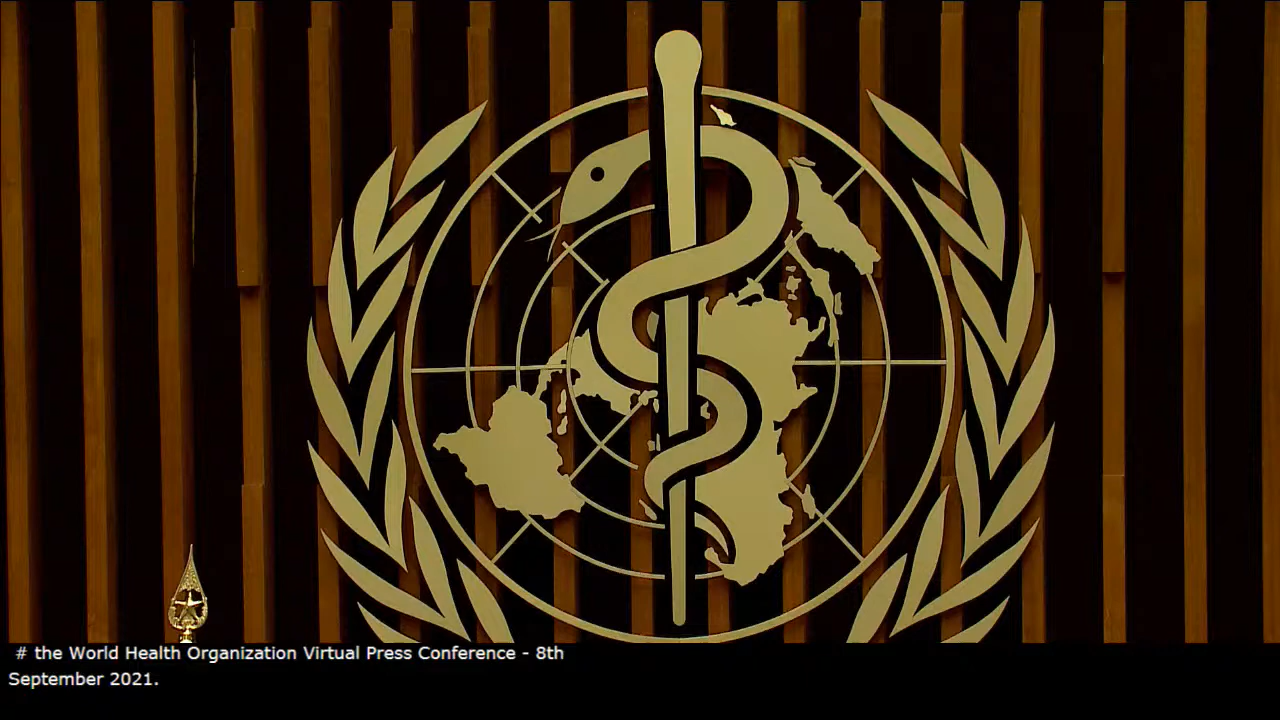 # the World Health Organization Virtual Press Conference - 8th
September 2021.